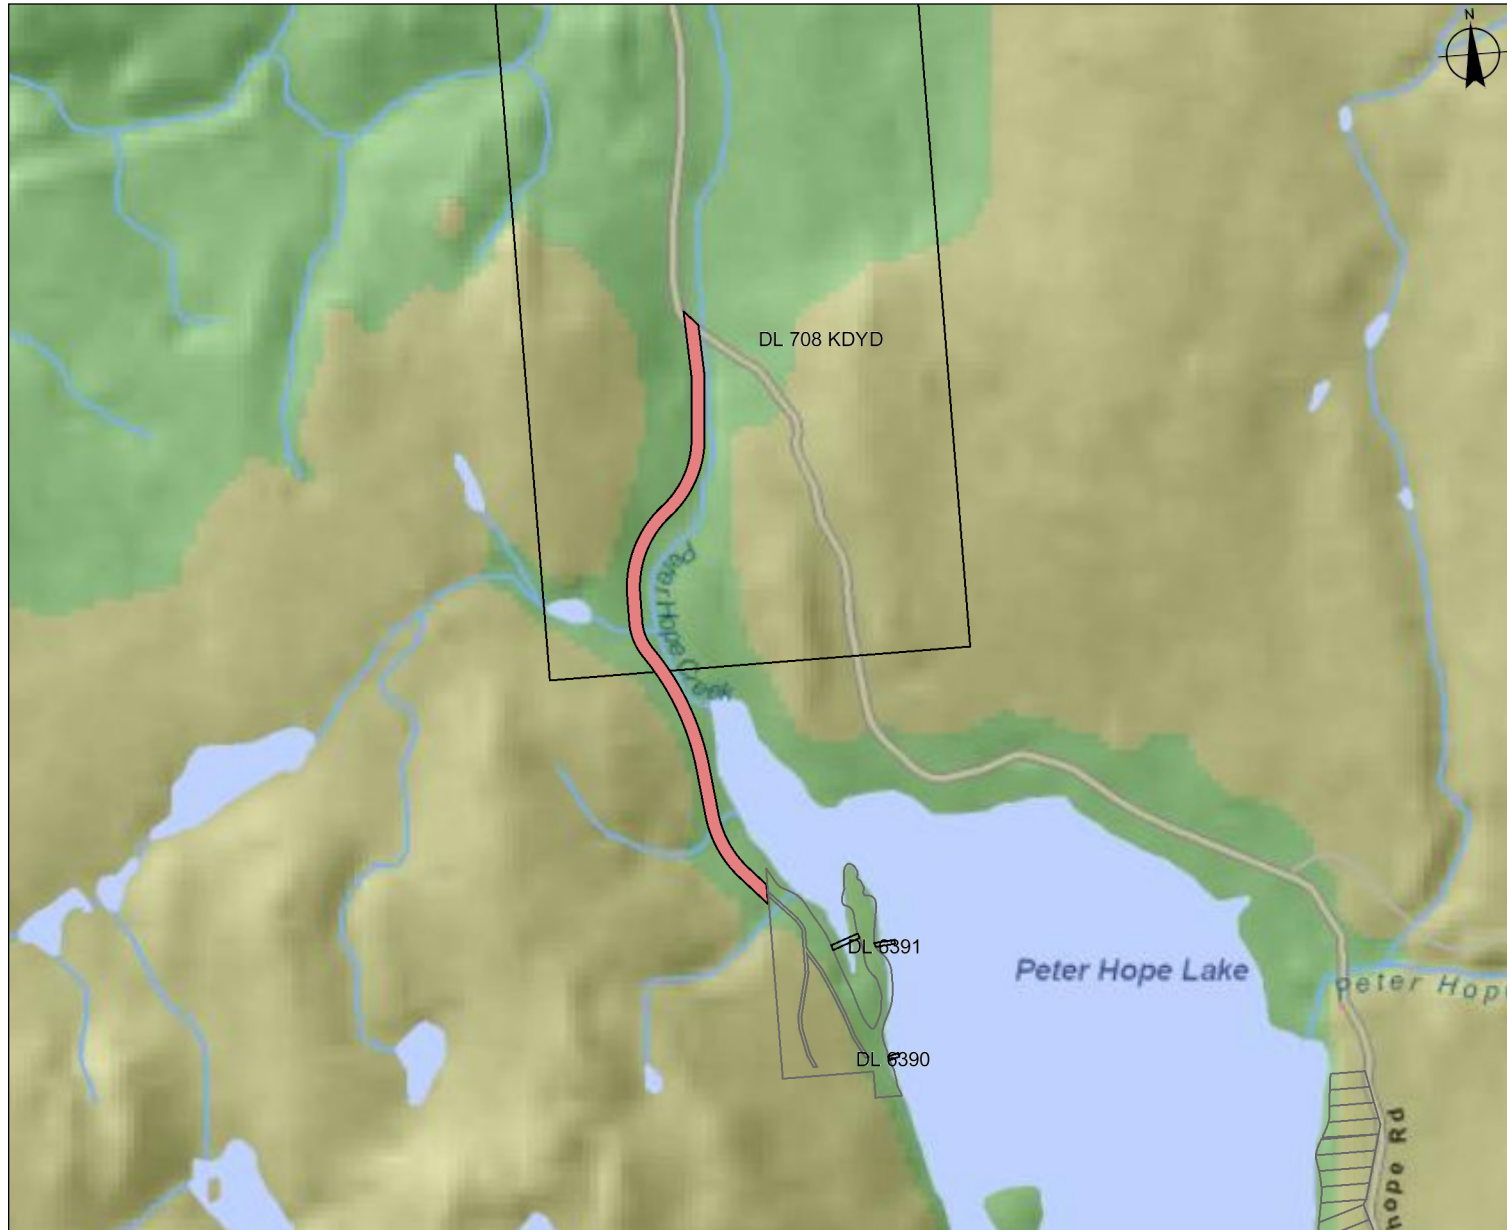 N
DL 708 KDYD
Peter Hope Creek
DL 6391
Peter Hope Lake
Peter Hop
DL 6390
hope Rd